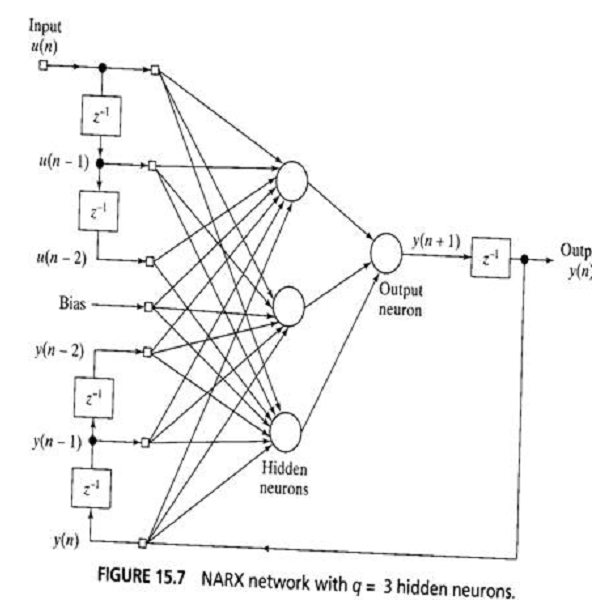 Input
u(n)
z⁻¹
u(n − 1)
z⁻¹
u(n − 2)
Bias
y(n − 2)
z⁻¹
y(n − 1)
z⁻¹
y(n)
Hidden
neurons
Output
neuron
y(n + 1)
z⁻¹
Outp
y(n)
FIGURE 15.7 NARX network with q = 3 hidden neurons.